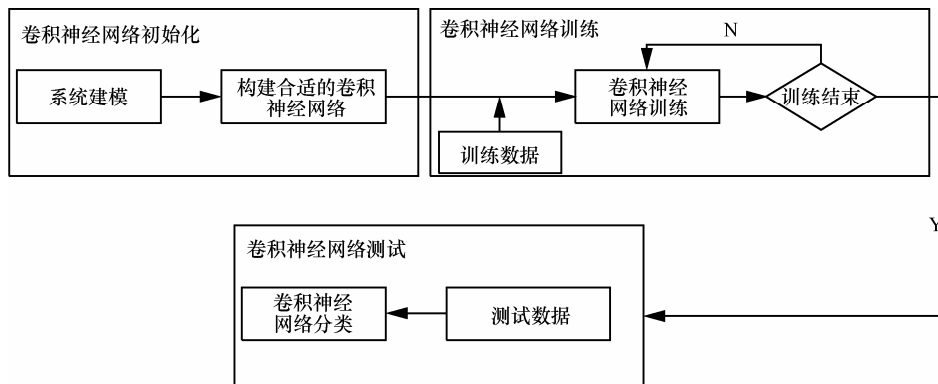 卷积神经网络初始化
系统建模
构建合适的卷积
神经网络
卷积神经网络训练
N
卷积神经
网络训练
训练结束
训练数据
Y
卷积神经网络测试
卷积神经
网络分类
测试数据